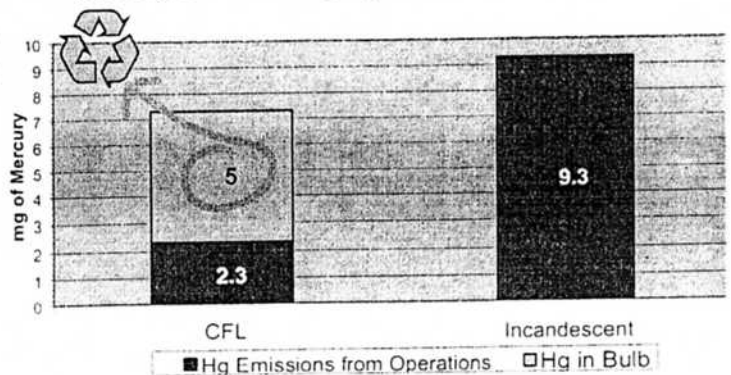 mg of Mercury
10
9
8
7
6
5
4
3
2
1
0
5
2.3
9.3
CFL
Incandescent
Hg Emissions from Operations
Hg in Bulb